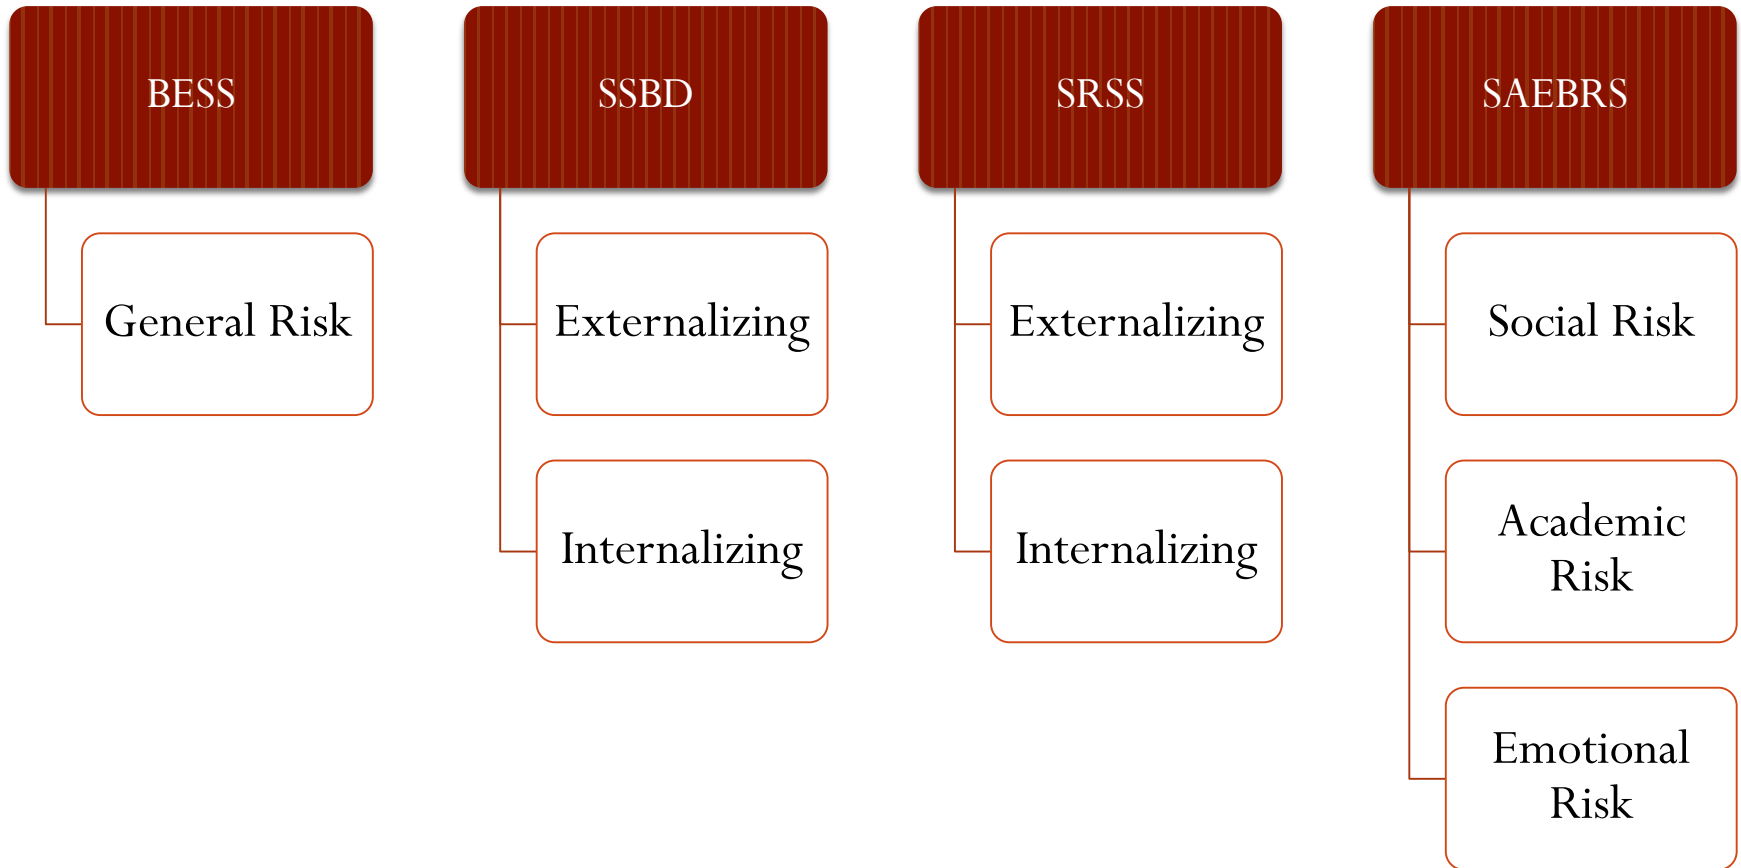 BESS
General Risk
SSBD
Externalizing
Internalizing
SRSS
Externalizing
Internalizing
SAEBRS
Social Risk
Academic
Risk
Emotional
Risk